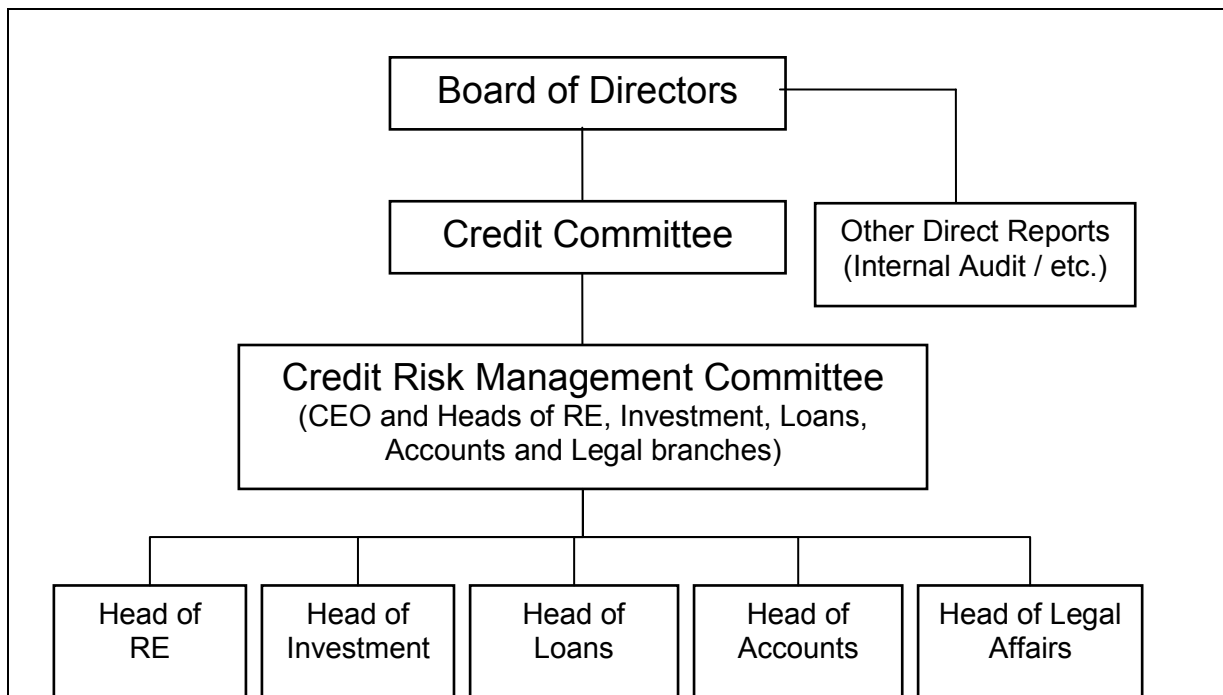 Board of Directors
Credit Committee
Other Direct Reports
(Internal Audit / etc.)
Credit Risk Management Committee
(CEO and Heads of RE, Investment, Loans,
Accounts and Legal branches)
Head of
RE
Head of
Investment
Head of
Loans
Head of
Accounts
Head of Legal
Affairs